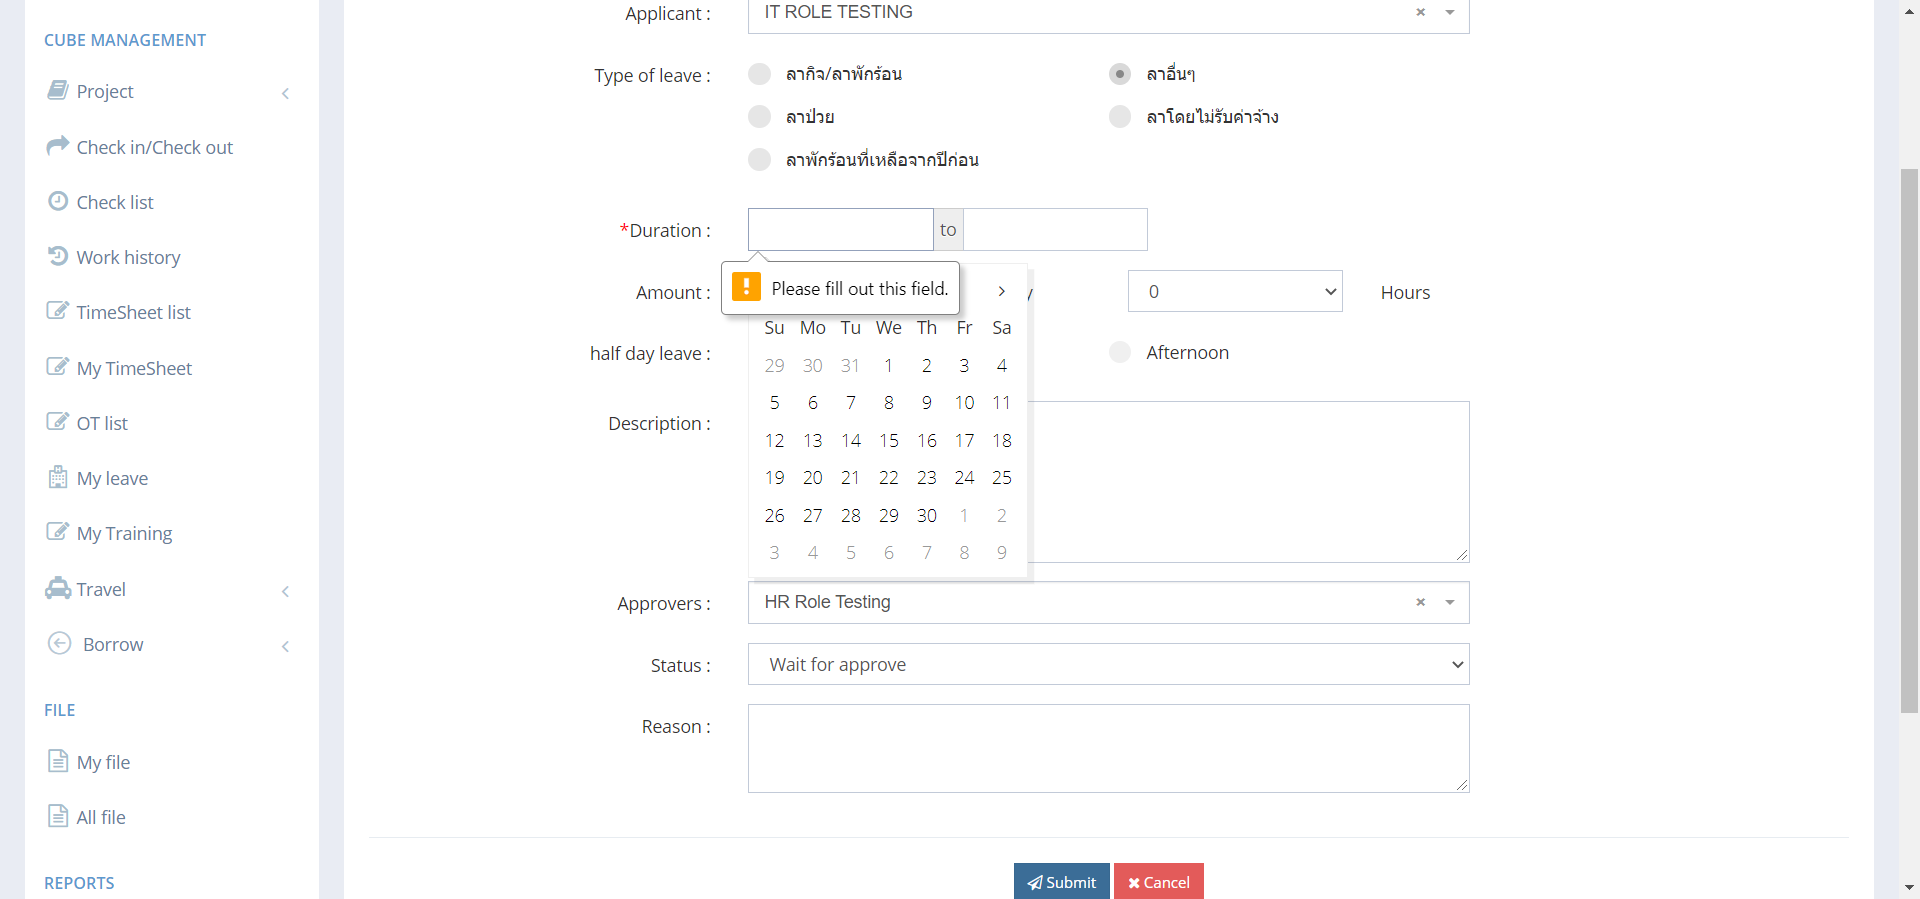 CUBE MANAGEMENT
Project
Check in/Check out
Check list
Work history
TimeSheet list
My TimeSheet
OT list
My leave
My Training
Travel
Borrow
FILE
My file
All file
REPORTS
Applicant : IT ROLE TESTING
Type of leave : ลากิจ/ลาพักร้อน ลาอื่นๆ
ลาป่วย ลาโดยไม่รับค่าจ้าง
ลาพักร้อนที่เหลือจากปีก่อน
*Duration : to
Please fill out this field.
Amount : 0 Hours
Su Mo Tu We Th Fr Sa
half day leave : Afternoon
29 30 31 1 2 3 4
5 6 7 8 9 10 11
Description :
12 13 14 15 16 17 18
19 20 21 22 23 24 25
26 27 28 29 30 1 2
3 4 5 6 7 8 9
Approvers : HR Role Testing
Status : Wait for approve
Reason :
Submit Cancel